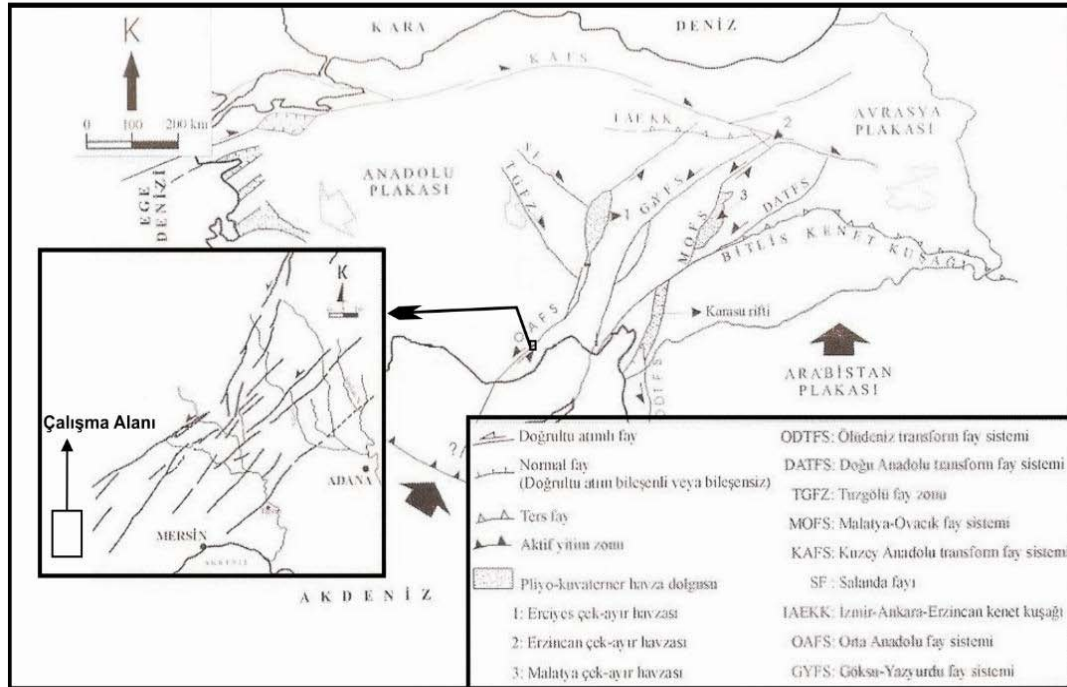 KARA DENİZ
K
KAFS
0 100 200 km
İAEKK
2
AVRASYA
PLAKASI
ANADOLU
PLAKASI
EGE
DENİZİ
TGFZ
1
GYFS
MOFS
3
DATFS
BİTLİS KENET KUŞAĞI
OAFS
Karasu rifti
ARABİSTAN
PLAKASI
ODTFS
K
Çalışma Alanı
ADANA
MERSİN
AKDENİZ
?
AKDENİZ
Doğrultu atımlı fay
Normal fay
(Doğrultu atım bileşenli veya bileşensiz)
Ters fay
Aktif yitim zonu
Pliyo-kuvaterner havza dolgusu
1: Erciyes çek-ayır havzası
2: Erzincan çek-ayır havzası
3: Malatya çek-ayır havzası
ODTFS: Ölüdeniz transform fay sistemi
DATFS: Doğu Anadolu transform fay sistemi
TGFZ: Tuzgölü fay zonu
MOFS: Malatya-Ovacık fay sistemi
KAFS: Kuzey Anadolu transform fay sistemi
SF : Salanda fayı
İAEKK: İzmir-Ankara-Erzincan kenet kuşağı
OAFS: Orta Anadolu fay sistemi
GYFS: Göksu-Yazyurdu fay sistemi